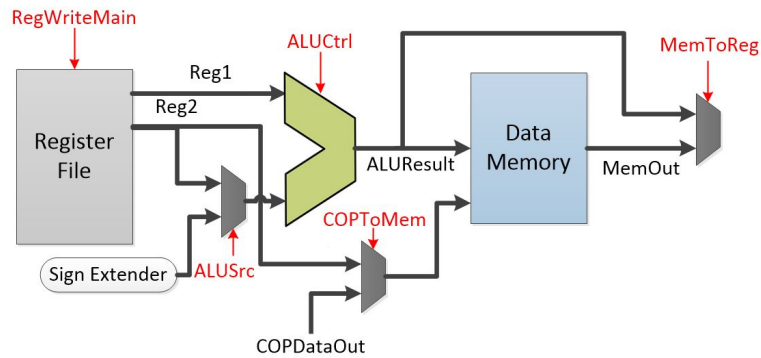 RegWriteMain
ALUCtrl
MemToReg
Reg1
Reg2
Register
File
Data
Memory
ALUResult
MemOut
COPToMem
Sign Extender
ALUSrc
COPDataOut